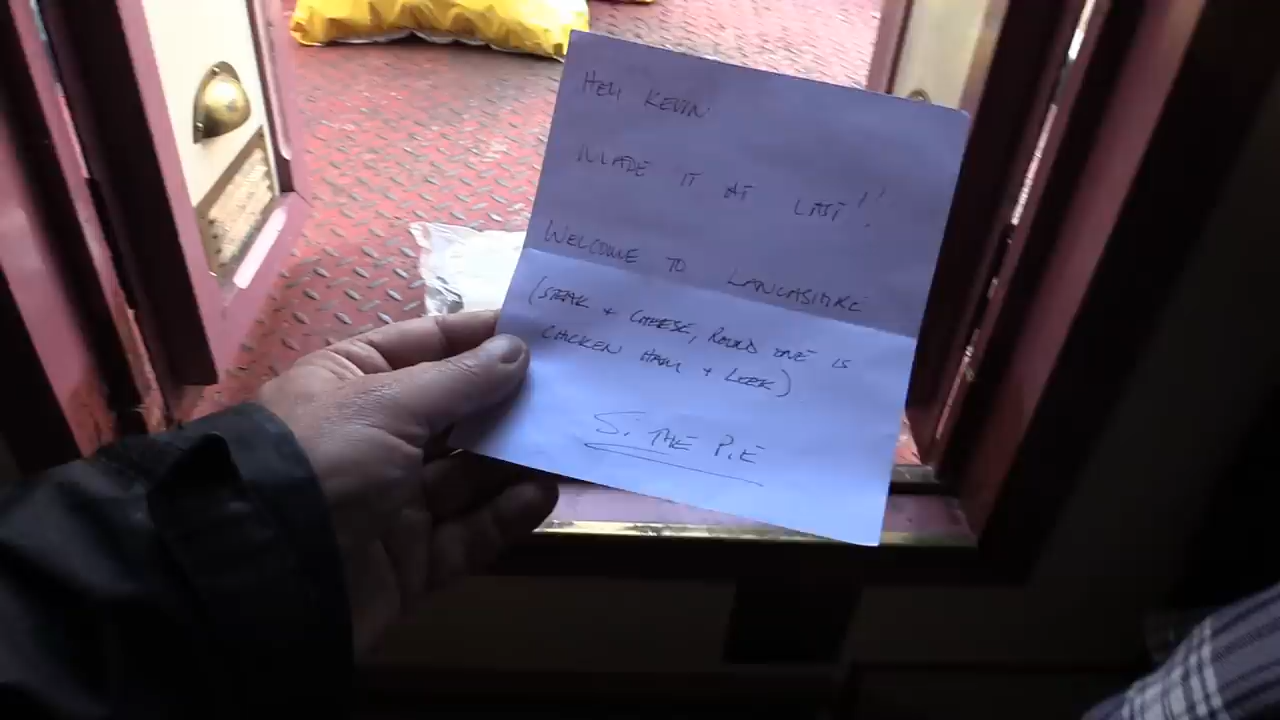 HEY KEVIN
MADE IT AT LAST!!
WELCOME TO LANCASHIRE
(STEAK + CHEESE, ROUND ONE IS
CHICKEN HAM + LEEK)
Si THE PIE